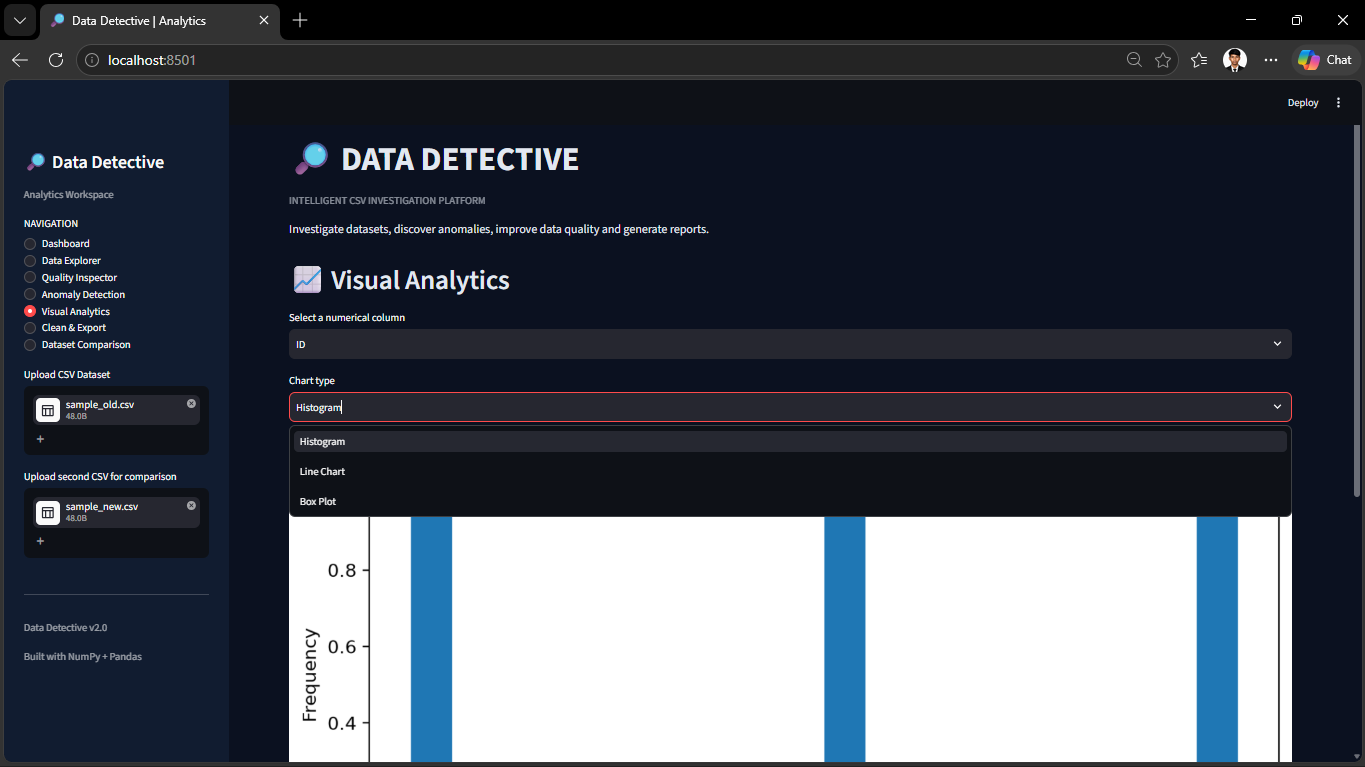 Data Detective | Analytics
localhost:8501
Chat
Deploy
Data Detective
Analytics Workspace
NAVIGATION
Dashboard
Data Explorer
Quality Inspector
Anomaly Detection
Visual Analytics
Clean & Export
Dataset Comparison
Upload CSV Dataset
sample_old.csv
48.0B
+
Upload second CSV for comparison
sample_new.csv
48.0B
+
Data Detective v2.0
Built with NumPy + Pandas
DATA DETECTIVE
INTELLIGENT CSV INVESTIGATION PLATFORM
Investigate datasets, discover anomalies, improve data quality and generate reports.
Visual Analytics
Select a numerical column
ID
Chart type
Histogram
Histogram
Line Chart
Box Plot
0.8
0.6
0.4
Frequency